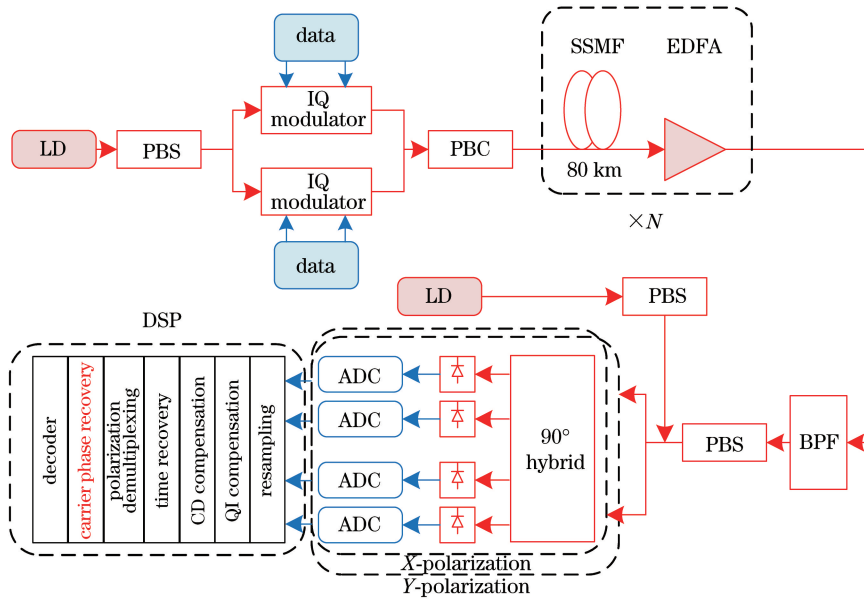 data
SSMF
EDFA
IQ
modulator
LD
PBS
PBC
80 km
IQ
modulator
×N
data
LD
PBS
DSP
decoder
carrier phase recovery
polarization
demultiplexing
time recovery
CD compensation
QI compensation
resampling
ADC
ADC
ADC
ADC
90°
hybrid
PBS
BPF
X-polarization
Y-polarization